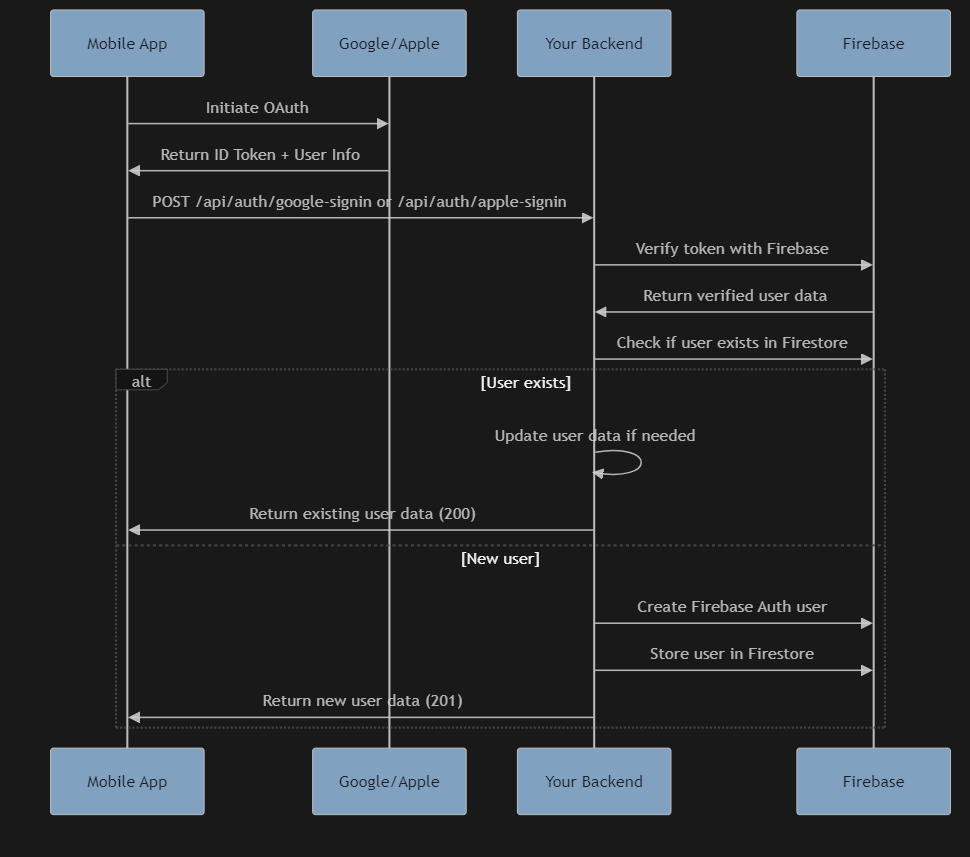 Mobile App
Google/Apple
Your Backend
Firebase
Initiate OAuth
Return ID Token + User Info
POST /api/auth/google-signin or /api/auth/apple-signin
Verify token with Firebase
Return verified user data
Check if user exists in Firestore
alt
[User exists]
Update user data if needed
Return existing user data (200)
[New user]
Create Firebase Auth user
Store user in Firestore
Return new user data (201)
Mobile App
Google/Apple
Your Backend
Firebase